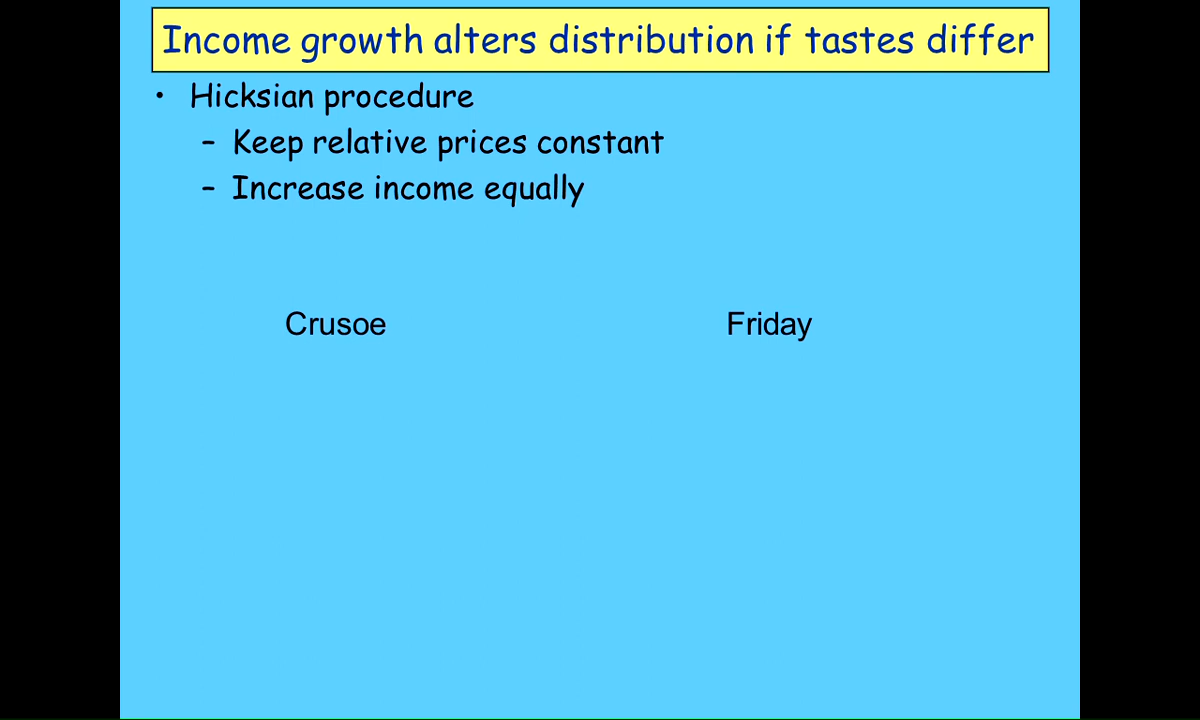 Income growth alters distribution if tastes differ
• Hicksian procedure
– Keep relative prices constant
– Increase income equally
Crusoe Friday